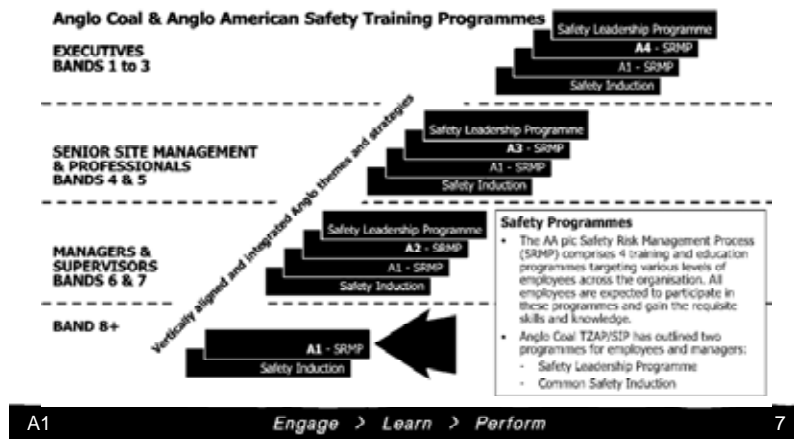 Anglo Coal & Anglo American Safety Training Programmes
EXECUTIVES
BANDS 1 to 3
Safety Leadership Programme
A4 - SRMP
A1 - SRMP
Safety Induction
SENIOR SITE MANAGEMENT
& PROFESSIONALS
BANDS 4 & 5
Safety Leadership Programme
A3 - SRMP
A1 - SRMP
Safety Induction
MANAGERS &
SUPERVISORS
BANDS 6 & 7
Safety Leadership Programme
A2 - SRMP
A1 - SRMP
Safety Induction
BAND 8+
A1 - SRMP
Safety Induction
Vertically aligned and integrated Anglo themes and strategies
Safety Programmes
• The AA plc Safety Risk Management Process
(SRMP) comprises 4 training and education
programmes targeting various levels of
employees across the organisation. All
employees are expected to participate in
these programmes and gain the requisite
skills and knowledge.
• Anglo Coal TZAP/SIP has outlined two
programmes for employees and managers:
- Safety Leadership Programme
- Common Safety Induction
A1
Engage > Learn > Perform
7